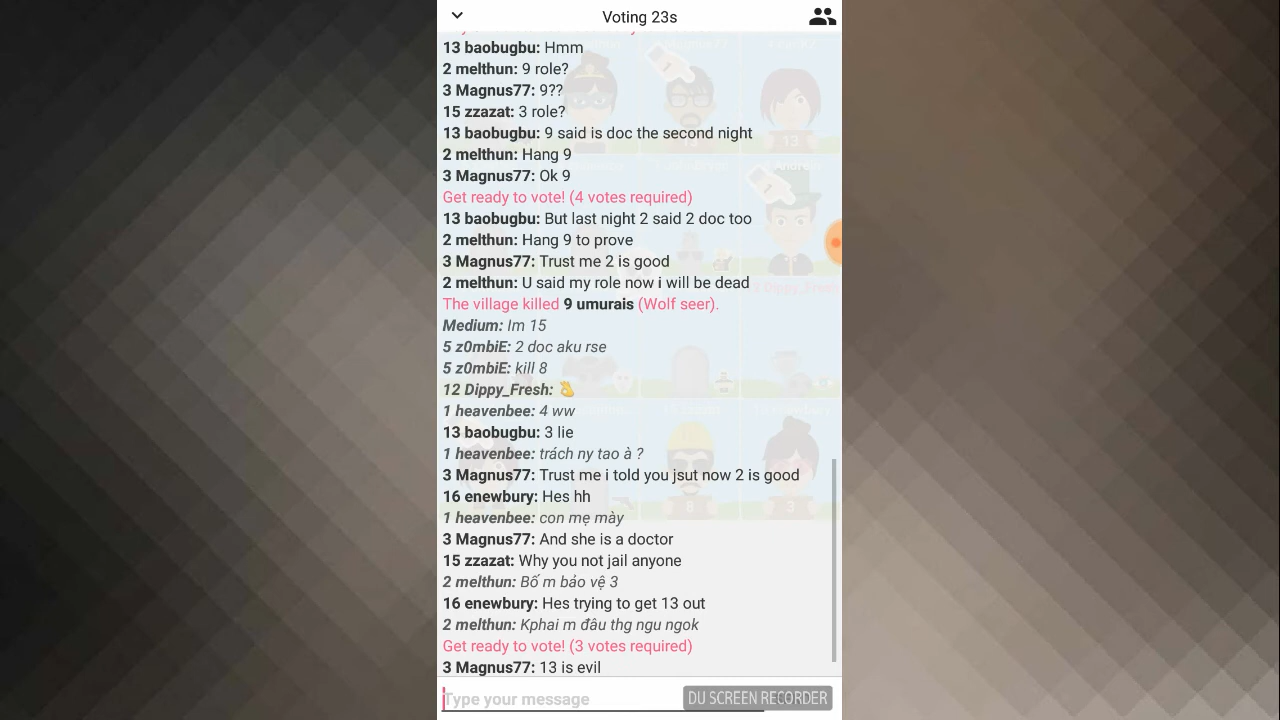 Voting 23s
13 baobugbu: Hmm
2 melthun: 9 role?
3 Magnus77: 9??
15 zzazat: 3 role?
13 baobugbu: 9 said is doc the second night
2 melthun: Hang 9
3 Magnus77: Ok 9
Get ready to vote! (4 votes required)
13 baobugbu: But last night 2 said 2 doc too
2 melthun: Hang 9 to prove
3 Magnus77: Trust me 2 is good
2 melthun: U said my role now i will be dead
The village killed 9 umurais (Wolf seer).
Medium: Im 15
5 z0mbiE: 2 doc aku rse
5 z0mbiE: kill 8
12 Dippy_Fresh: 👌
1 heavenbee: 4 ww
13 baobugbu: 3 lie
1 heavenbee: trách ny tao à ?
3 Magnus77: Trust me i told you jsut now 2 is good
16 enewbury: Hes hh
1 heavenbee: con mẹ mày
3 Magnus77: And she is a doctor
15 zzazat: Why you not jail anyone
2 melthun: Bố m bảo vệ 3
16 enewbury: Hes trying to get 13 out
2 melthun: Kphai m đâu thg ngu ngok
Get ready to vote! (3 votes required)
3 Magnus77: 13 is evil
Type your message
DU SCREEN RECORDER